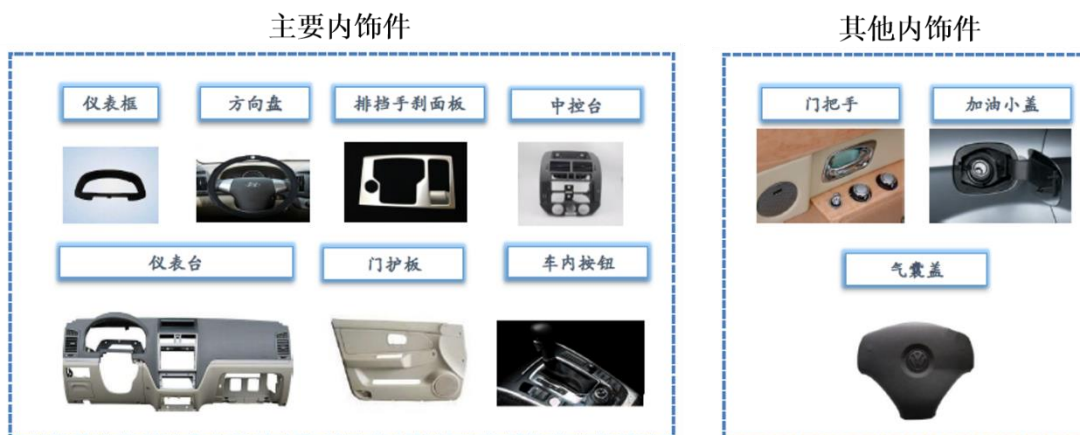 主要内饰件
其他内饰件
仪表框
方向盘
排挡手刹面板
中控台
门把手
加油小盖
仪表台
门护板
车内按钮
气囊盖